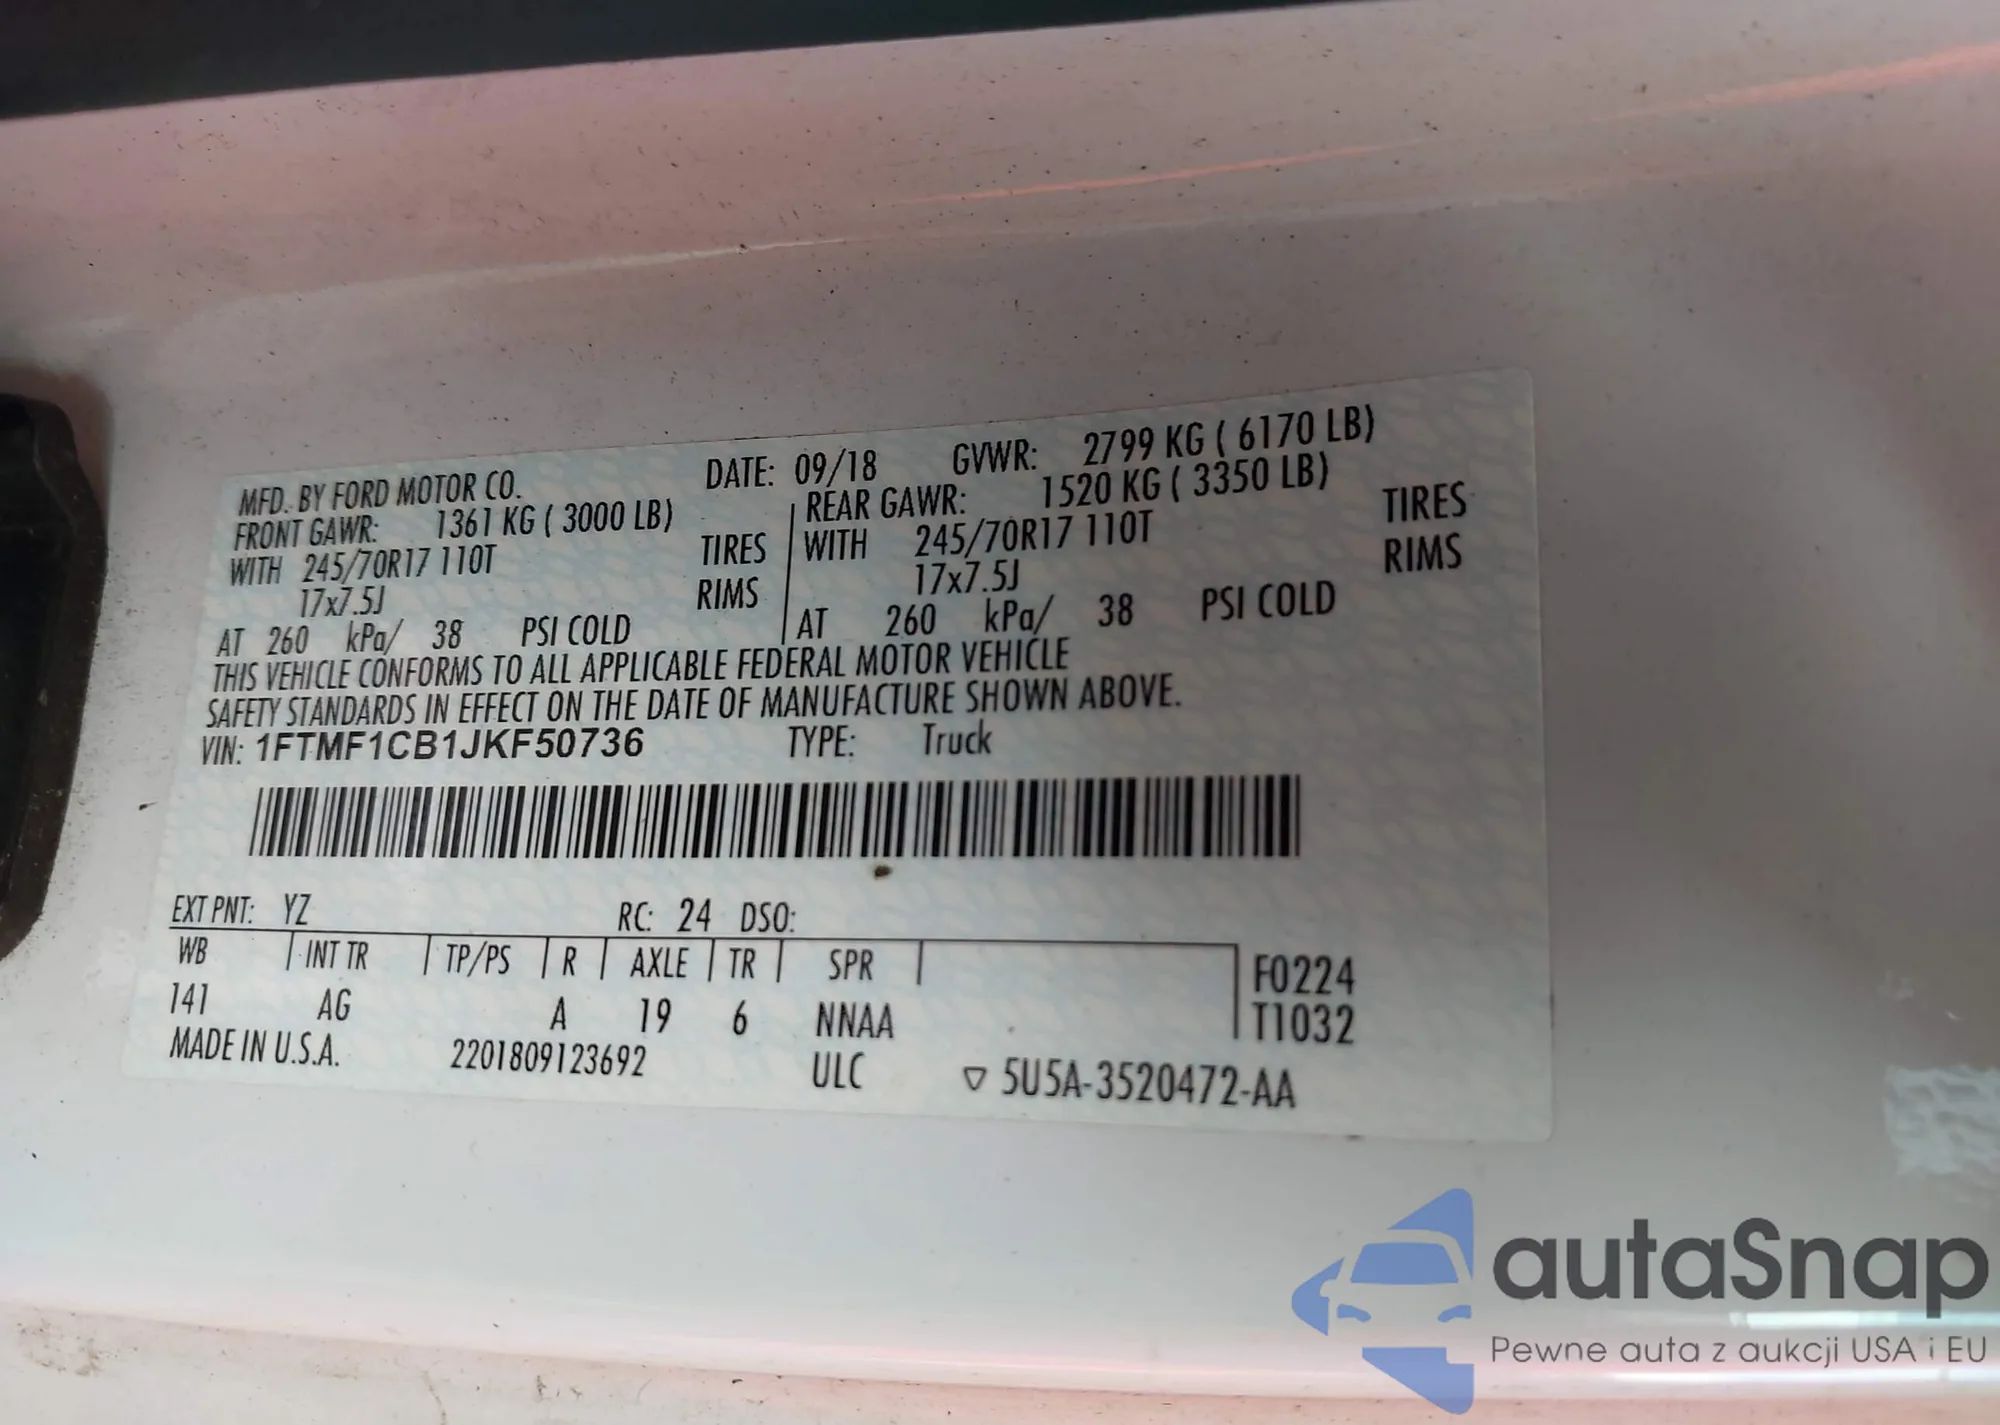 MFD. BY FORD MOTOR CO. DATE: 09/18 GVWR: 2799 KG ( 6170 LB)
FRONT GAWR: 1361 KG ( 3000 LB) REAR GAWR: 1520 KG ( 3350 LB)
WITH 245/70R17 110T TIRES WITH 245/70R17 110T TIRES
17x7.5J RIMS 17x7.5J RIMS
AT 260 kPa/ 38 PSI COLD AT 260 kPa/ 38 PSI COLD
THIS VEHICLE CONFORMS TO ALL APPLICABLE FEDERAL MOTOR VEHICLE
SAFETY STANDARDS IN EFFECT ON THE DATE OF MANUFACTURE SHOWN ABOVE.
VIN: 1FTMF1CB1JKF50736 TYPE: Truck
EXT PNT: YZ RC: 24 DSO:
WB INT TR TP/PS R AXLE TR SPR F0224
141 AG A 19 6 NNAA T1032
MADE IN U.S.A. 2201809123692 ULC ▽ 5U5A-3520472-AA
autaSnap
Pewne auta z aukcji USA i EU